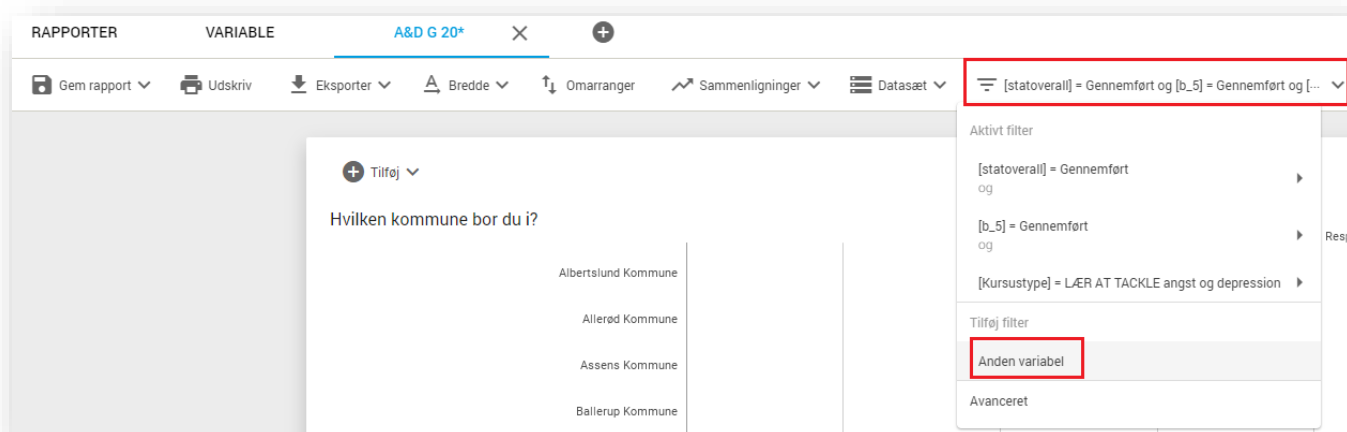 RAPPORTER VARIABLE A&D G 20*
Gem rapport Udskriv Eksporter Bredde Omarranger Sammenligninger Datasæt [statoverall] = Gennemført og [b_5] = Gennemført og [...
Aktivt filter
[statoverall] = Gennemført
og
[b_5] = Gennemført
og
[Kursustype] = LÆR AT TACKLE angst og depression
Tilføj filter
Anden variabel
Avanceret
Tilføj
Hvilken kommune bor du i?
Albertslund Kommune
Allerød Kommune
Assens Kommune
Ballerup Kommune